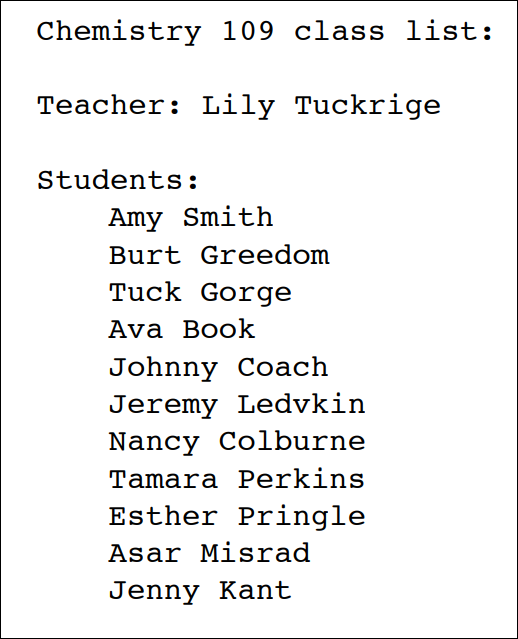 Chemistry 109 class list:
Teacher: Lily Tuckrige
Students:
Amy Smith
Burt Greedom
Tuck Gorge
Ava Book
Johnny Coach
Jeremy Ledvkin
Nancy Colburne
Tamara Perkins
Esther Pringle
Asar Misrad
Jenny Kant